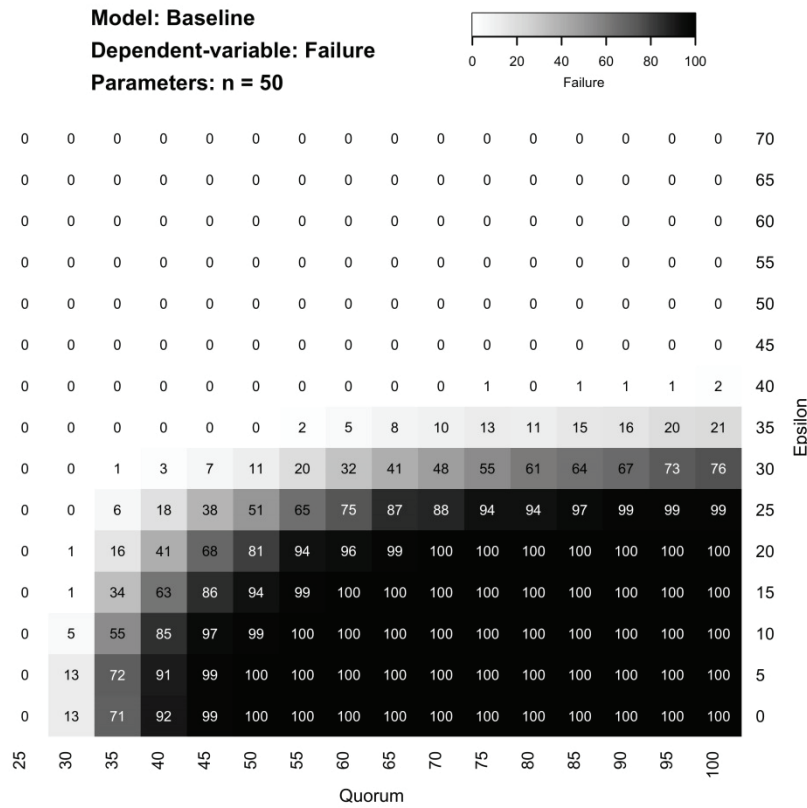 Model: Baseline
Dependent-variable: Failure
Parameters: n = 50
0 20 40 60 80 100
Failure
0 0 0 0 0 0 0 0 0 0 0 0 0 0 0 0 70
0 0 0 0 0 0 0 0 0 0 0 0 0 0 0 0 65
0 0 0 0 0 0 0 0 0 0 0 0 0 0 0 0 60
0 0 0 0 0 0 0 0 0 0 0 0 0 0 0 0 55
0 0 0 0 0 0 0 0 0 0 0 0 0 0 0 0 50
0 0 0 0 0 0 0 0 0 0 0 0 0 0 0 0 45
0 0 0 0 0 0 0 0 0 0 1 0 1 1 1 2 40
0 0 0 0 0 0 2 5 8 10 13 11 15 16 20 21 35
0 0 1 3 7 11 20 32 41 48 55 61 64 67 73 76 30
0 0 6 18 38 51 65 75 87 88 94 94 97 99 99 99 25
0 1 16 41 68 81 94 96 99 100 100 100 100 100 100 100 20
0 1 34 63 86 94 99 100 100 100 100 100 100 100 100 100 15
0 5 55 85 97 99 100 100 100 100 100 100 100 100 100 100 10
0 13 72 91 99 100 100 100 100 100 100 100 100 100 100 100 5
0 13 71 92 99 100 100 100 100 100 100 100 100 100 100 100 0
Epsilon
25 30 35 40 45 50 55 60 65 70 75 80 85 90 95 100
Quorum